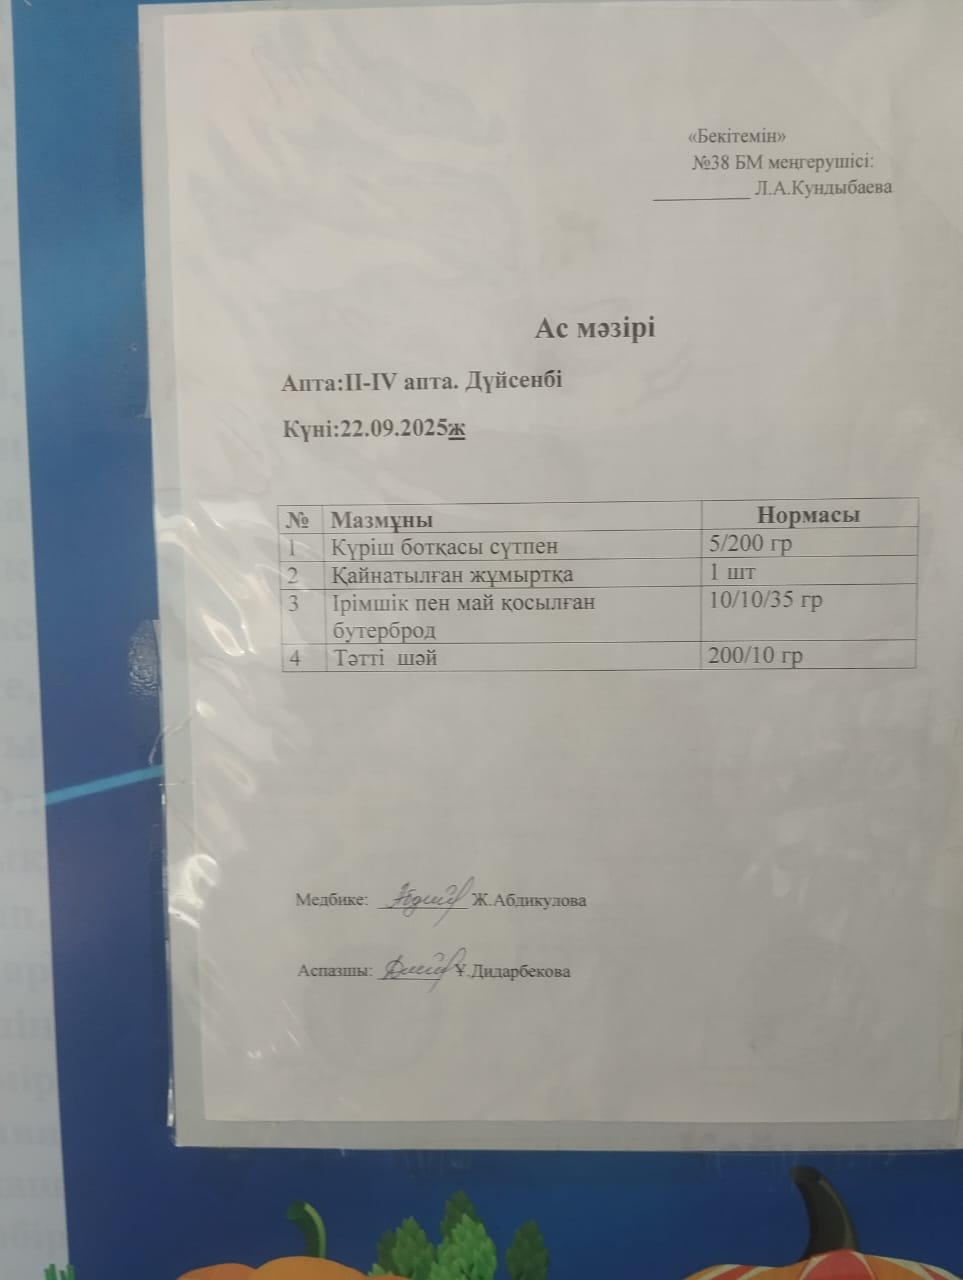 «Бекітемін»
№38 БМ меңгерушісі:
__________ Л.А.Кундыбаева
Ас мәзірі
Апта:II-IV апта. Дүйсенбі
Күні:22.09.2025ж
№ Мазмұны Нормасы
1 Күріш ботқасы сүтпен 5/200 гр
2 Қайнатылған жұмыртқа 1 шт
3 Ірімшік пен май қосылған 10/10/35 гр
бутерброд
4 Тәтті шәй 200/10 гр
Медбике: Ж.Абдикулова
Аспазшы: Ұ.Дидарбекова